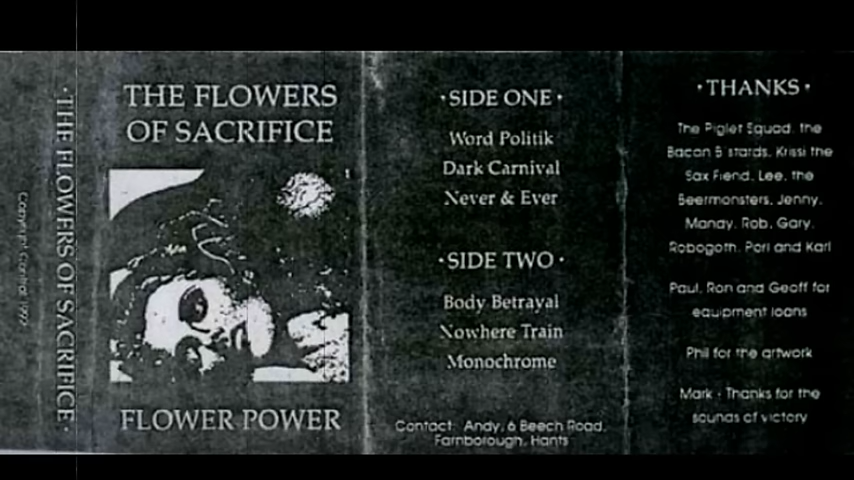 Copyright Control 1992
·THE FLOWERS OF SACRIFICE·
THE FLOWERS
OF SACRIFICE
FLOWER POWER
·SIDE ONE·
Word Politik
Dark Carnival
Never & Ever
·SIDE TWO·
Body Betrayal
Nowhere Train
Monochrome
Contact: Andy, 6 Beech Road,
Farnborough, Hants
·THANKS·
The Piglet Squad, the
Bacon B stards, Krissi the
Sax Fiend, Lee, the
Beermonsters, Jenny,
Mandy, Rob, Gary,
Robogoth, Pori and Karl
Paul, Ron and Geoff for
equipment loans
Phil for the artwork
Mark - Thanks for the
sounds of victory